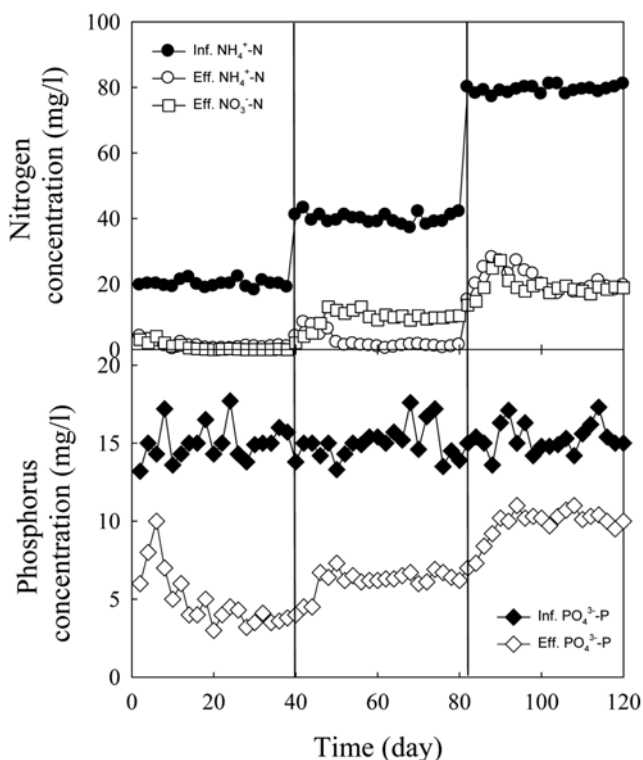 100
80
60
40
20
0
Nitrogen
concentration (mg/l)
Inf. NH₄⁺-N
Eff. NH₄⁺-N
Eff. NO₃⁻-N
20
15
10
5
0
Phosphorus
concentration (mg/l)
Inf. PO₄³⁻-P
Eff. PO₄³⁻-P
0 20 40 60 80 100 120
Time (day)